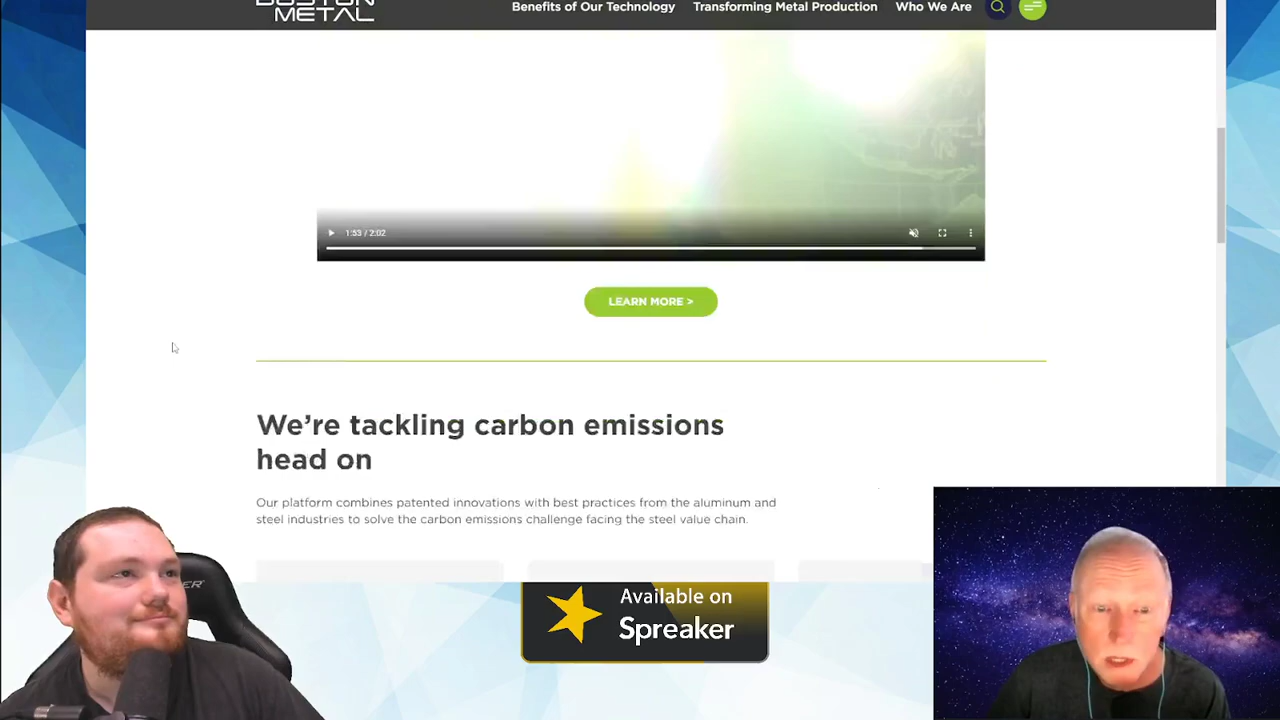 BOSTON
METAL
Benefits of Our Technology
Transforming Metal Production
Who We Are
1:53 / 2:02
LEARN MORE >
We're tackling carbon emissions
head on
Our platform combines patented innovations with best practices from the aluminum and
steel industries to solve the carbon emissions challenge facing the steel value chain.
Available on
Spreaker